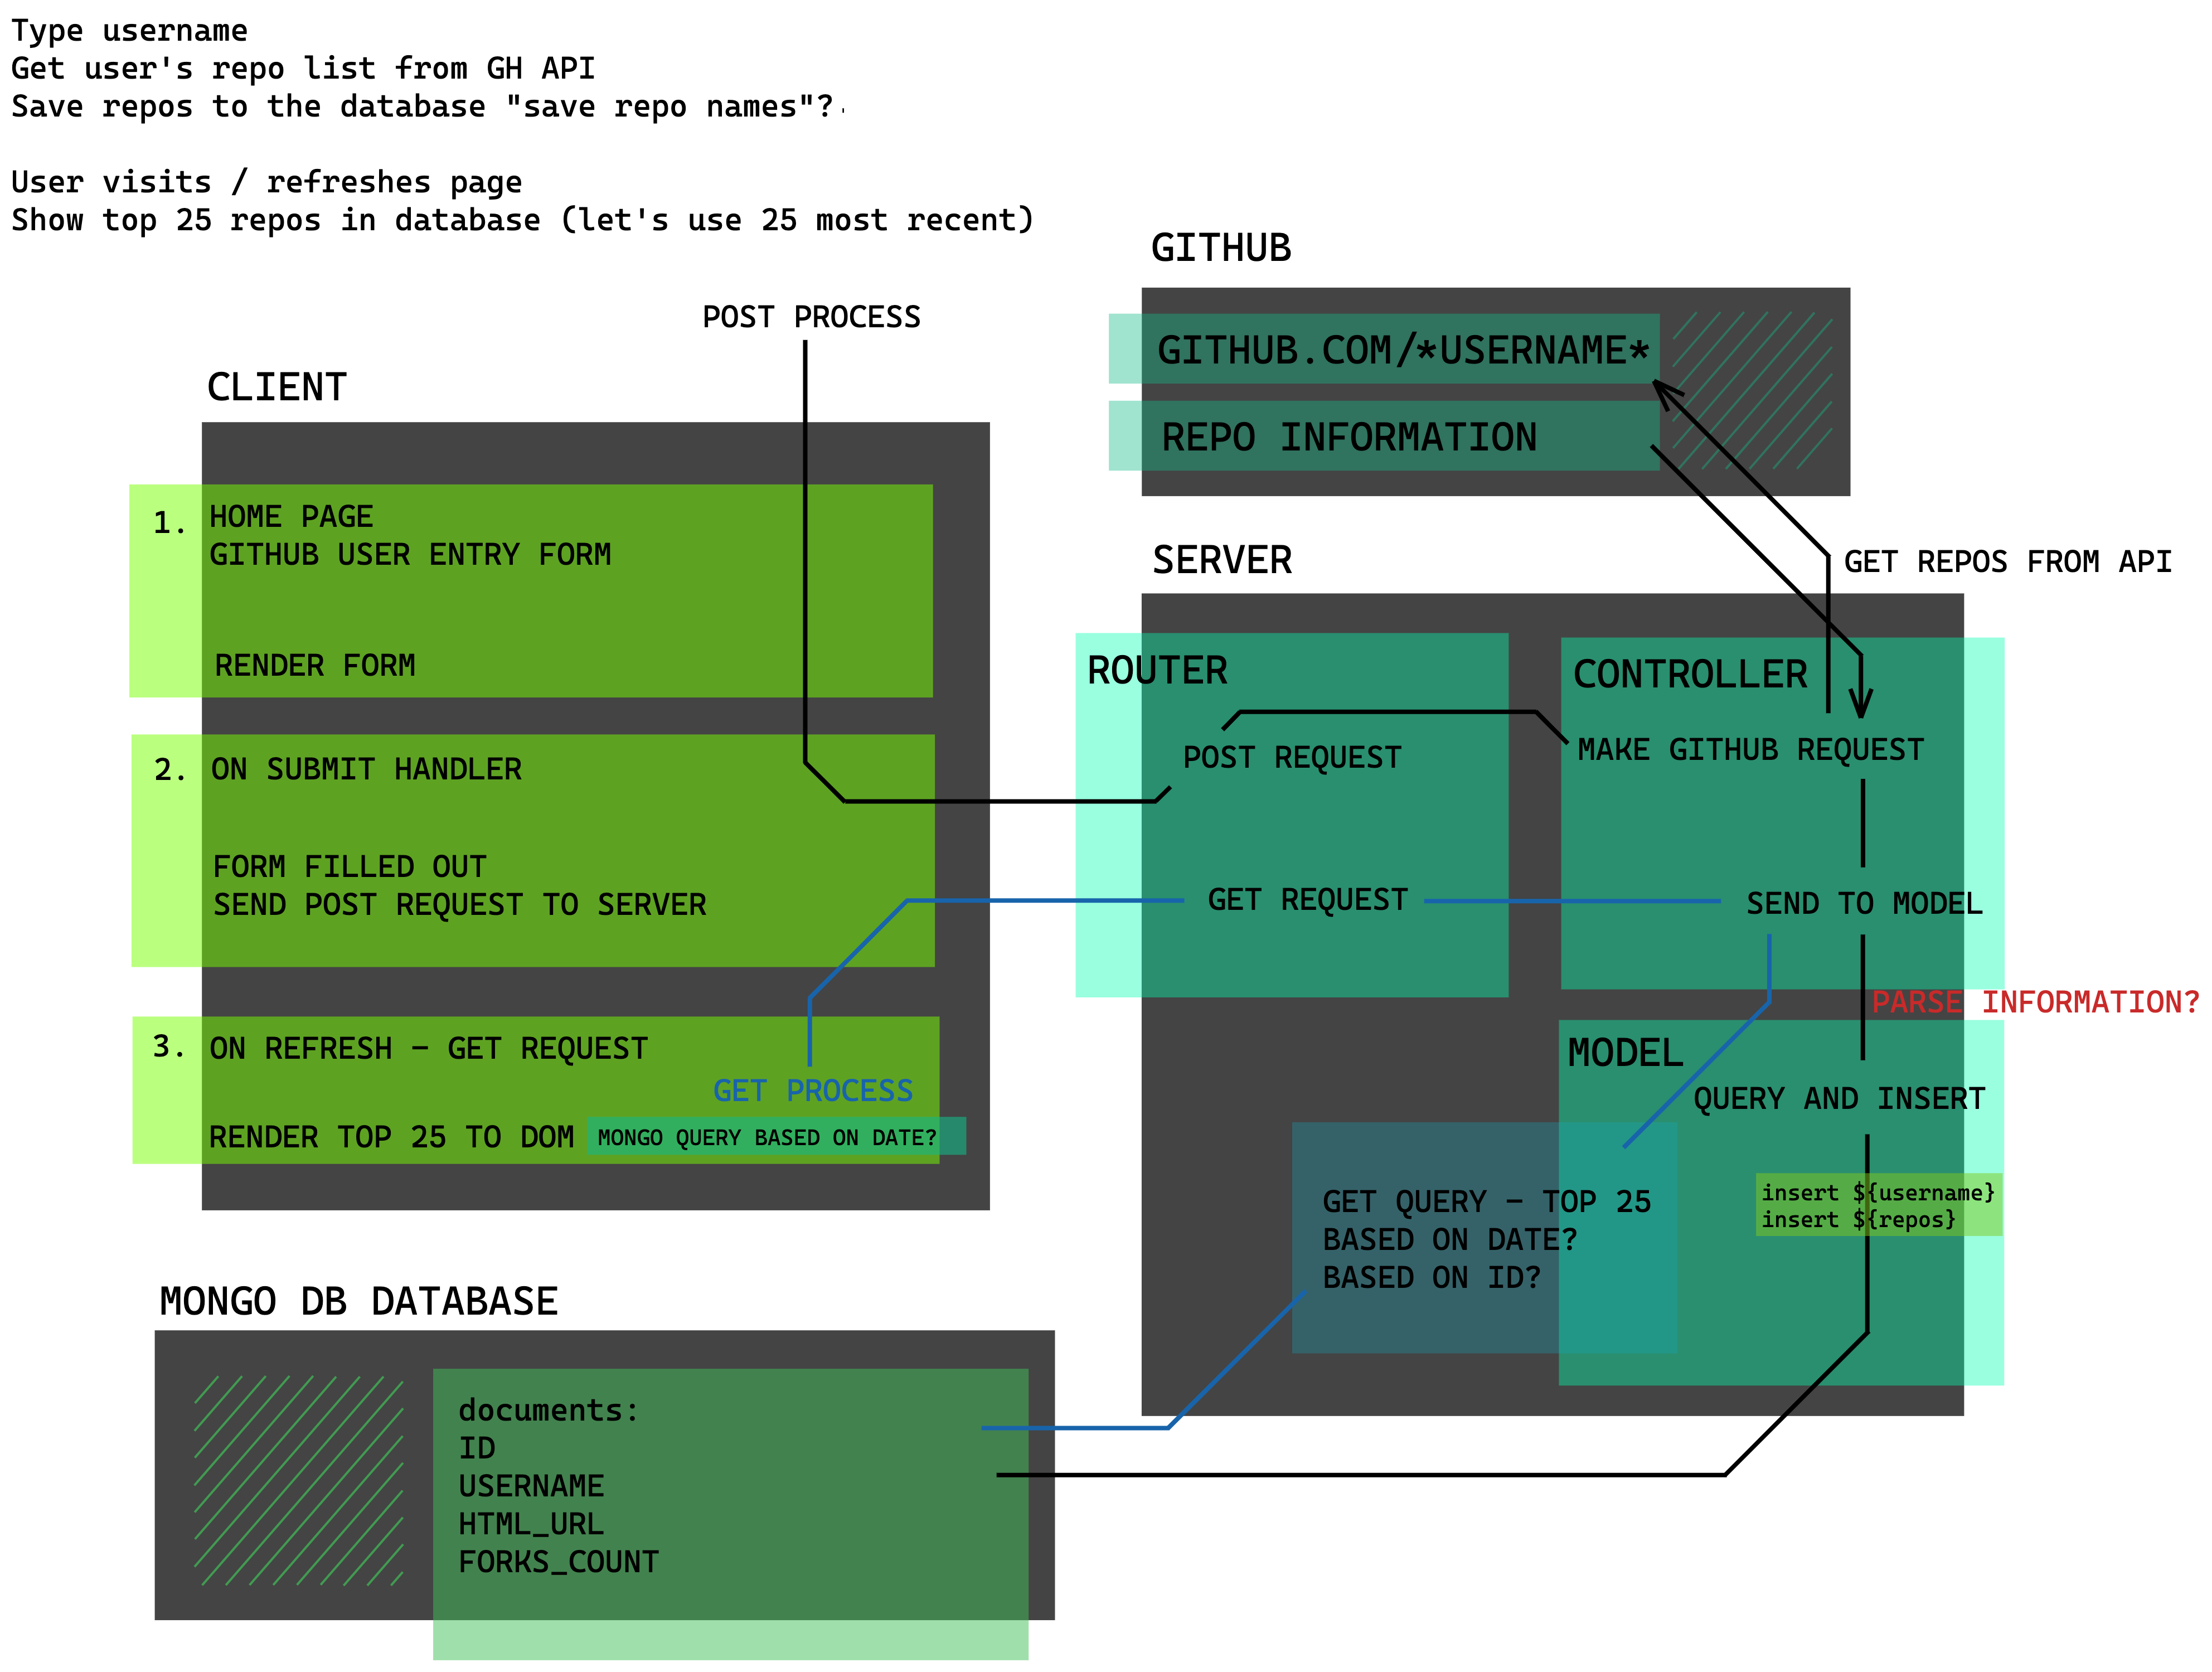 Type username
Get user's repo list from GH API
Save repos to the database "save repo names"?
User visits / refreshes page
Show top 25 repos in database (let's use 25 most recent)
GITHUB
GITHUB.COM/*USERNAME*
REPO INFORMATION
POST PROCESS
CLIENT
1. HOME PAGE
GITHUB USER ENTRY FORM
RENDER FORM
2. ON SUBMIT HANDLER
FORM FILLED OUT
SEND POST REQUEST TO SERVER
3. ON REFRESH – GET REQUEST
GET PROCESS
RENDER TOP 25 TO DOM
MONGO QUERY BASED ON DATE?
SERVER
GET REPOS FROM API
ROUTER
POST REQUEST
GET REQUEST
CONTROLLER
MAKE GITHUB REQUEST
SEND TO MODEL
PARSE INFORMATION?
MODEL
QUERY AND INSERT
insert ${username}
insert ${repos}
GET QUERY – TOP 25
BASED ON DATE?
BASED ON ID?
MONGO DB DATABASE
documents:
ID
USERNAME
HTML_URL
FORKS_COUNT